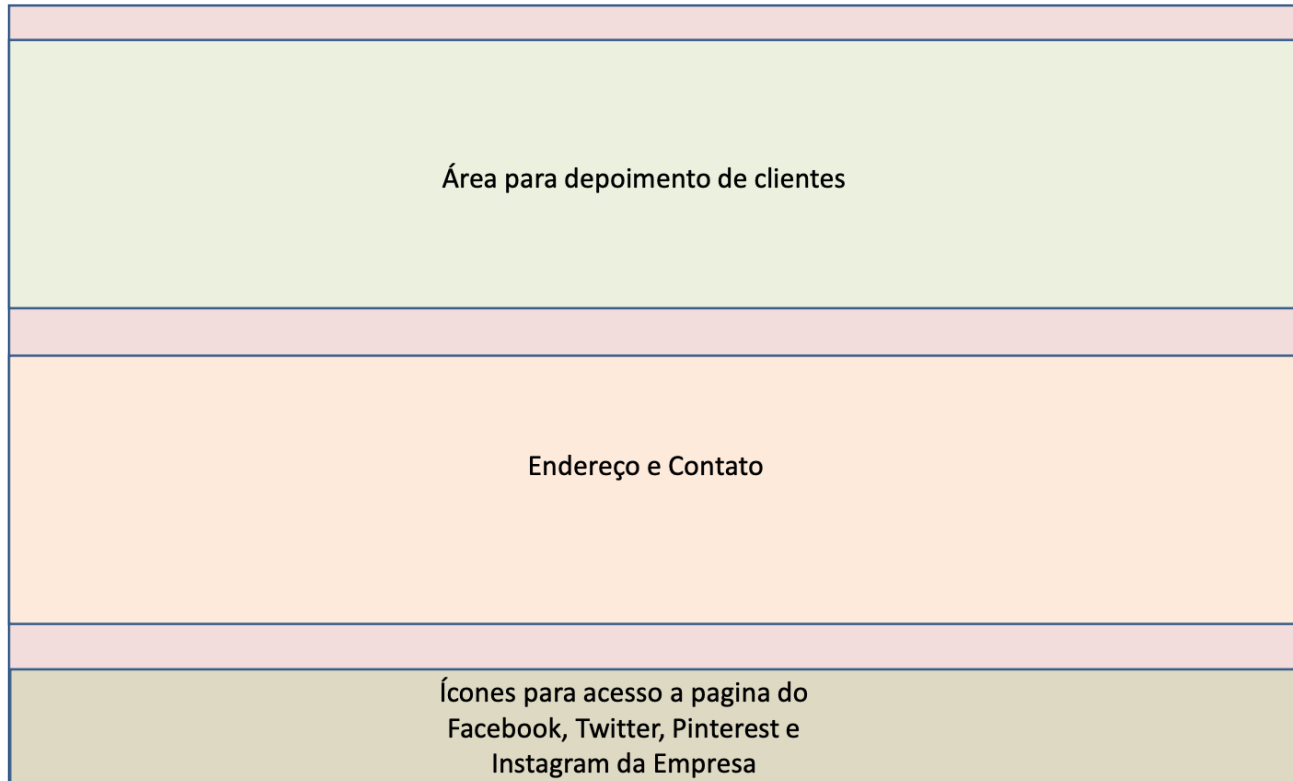 Área para depoimento de clientes
Endereço e Contato
Ícones para acesso a pagina do
Facebook, Twitter, Pinterest e
Instagram da Empresa